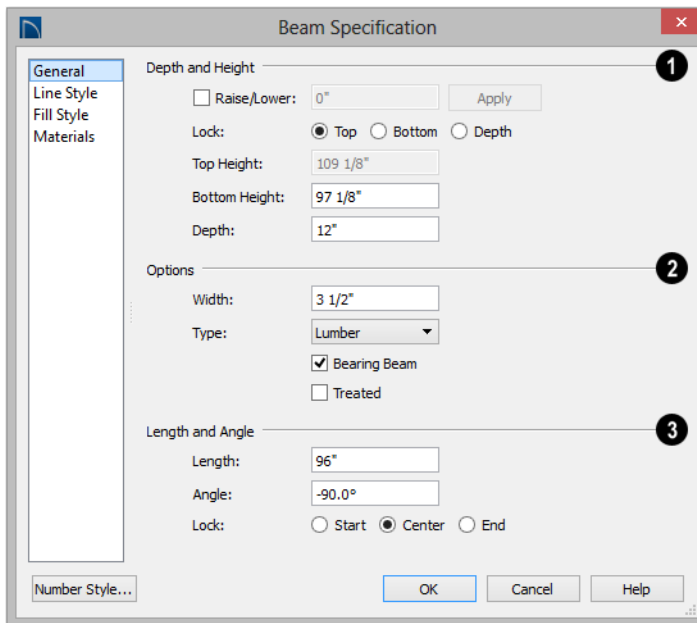 Beam Specification
General
Line Style
Fill Style
Materials
Depth and Height 1
Raise/Lower: 0" Apply
Lock: Top Bottom Depth
Top Height: 109 1/8"
Bottom Height: 97 1/8"
Depth: 12"
Options 2
Width: 3 1/2"
Type: Lumber
Bearing Beam
Treated
Length and Angle 3
Length: 96"
Angle: -90.0°
Lock: Start Center End
Number Style... OK Cancel Help